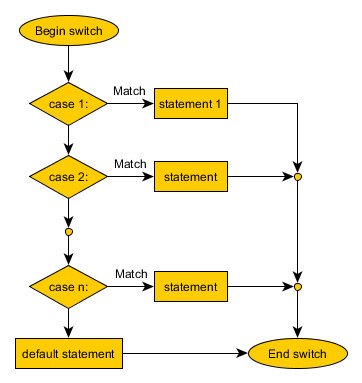 Begin switch
case 1:
Match
statement 1
case 2:
Match
statement
case n:
Match
statement
default statement
End switch